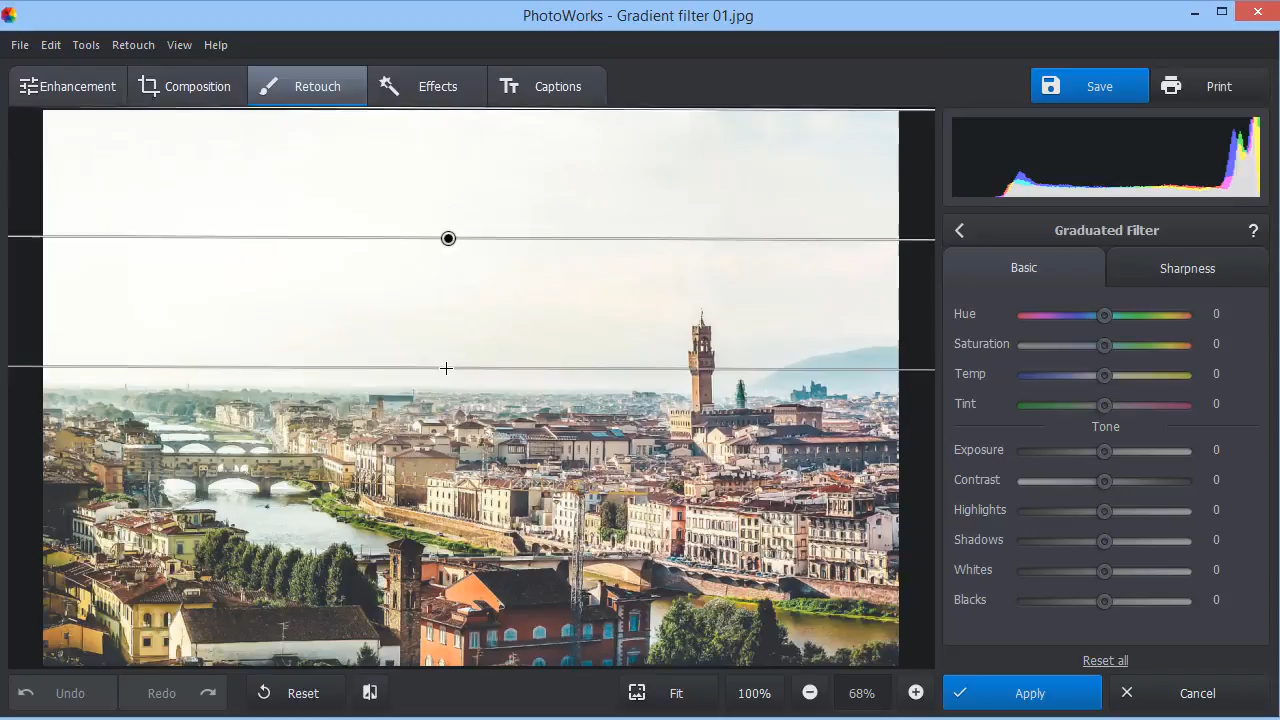 PhotoWorks - Gradient filter 01.jpg
File Edit Tools Retouch View Help
Enhancement Composition Retouch Effects Captions Save Print
Graduated Filter ?
Basic Sharpness
Hue 0
Saturation 0
Temp 0
Tint 0
Tone
Exposure 0
Contrast 0
Highlights 0
Shadows 0
Whites 0
Blacks 0
Reset all
Undo Redo Reset Fit 100% 68% Apply Cancel